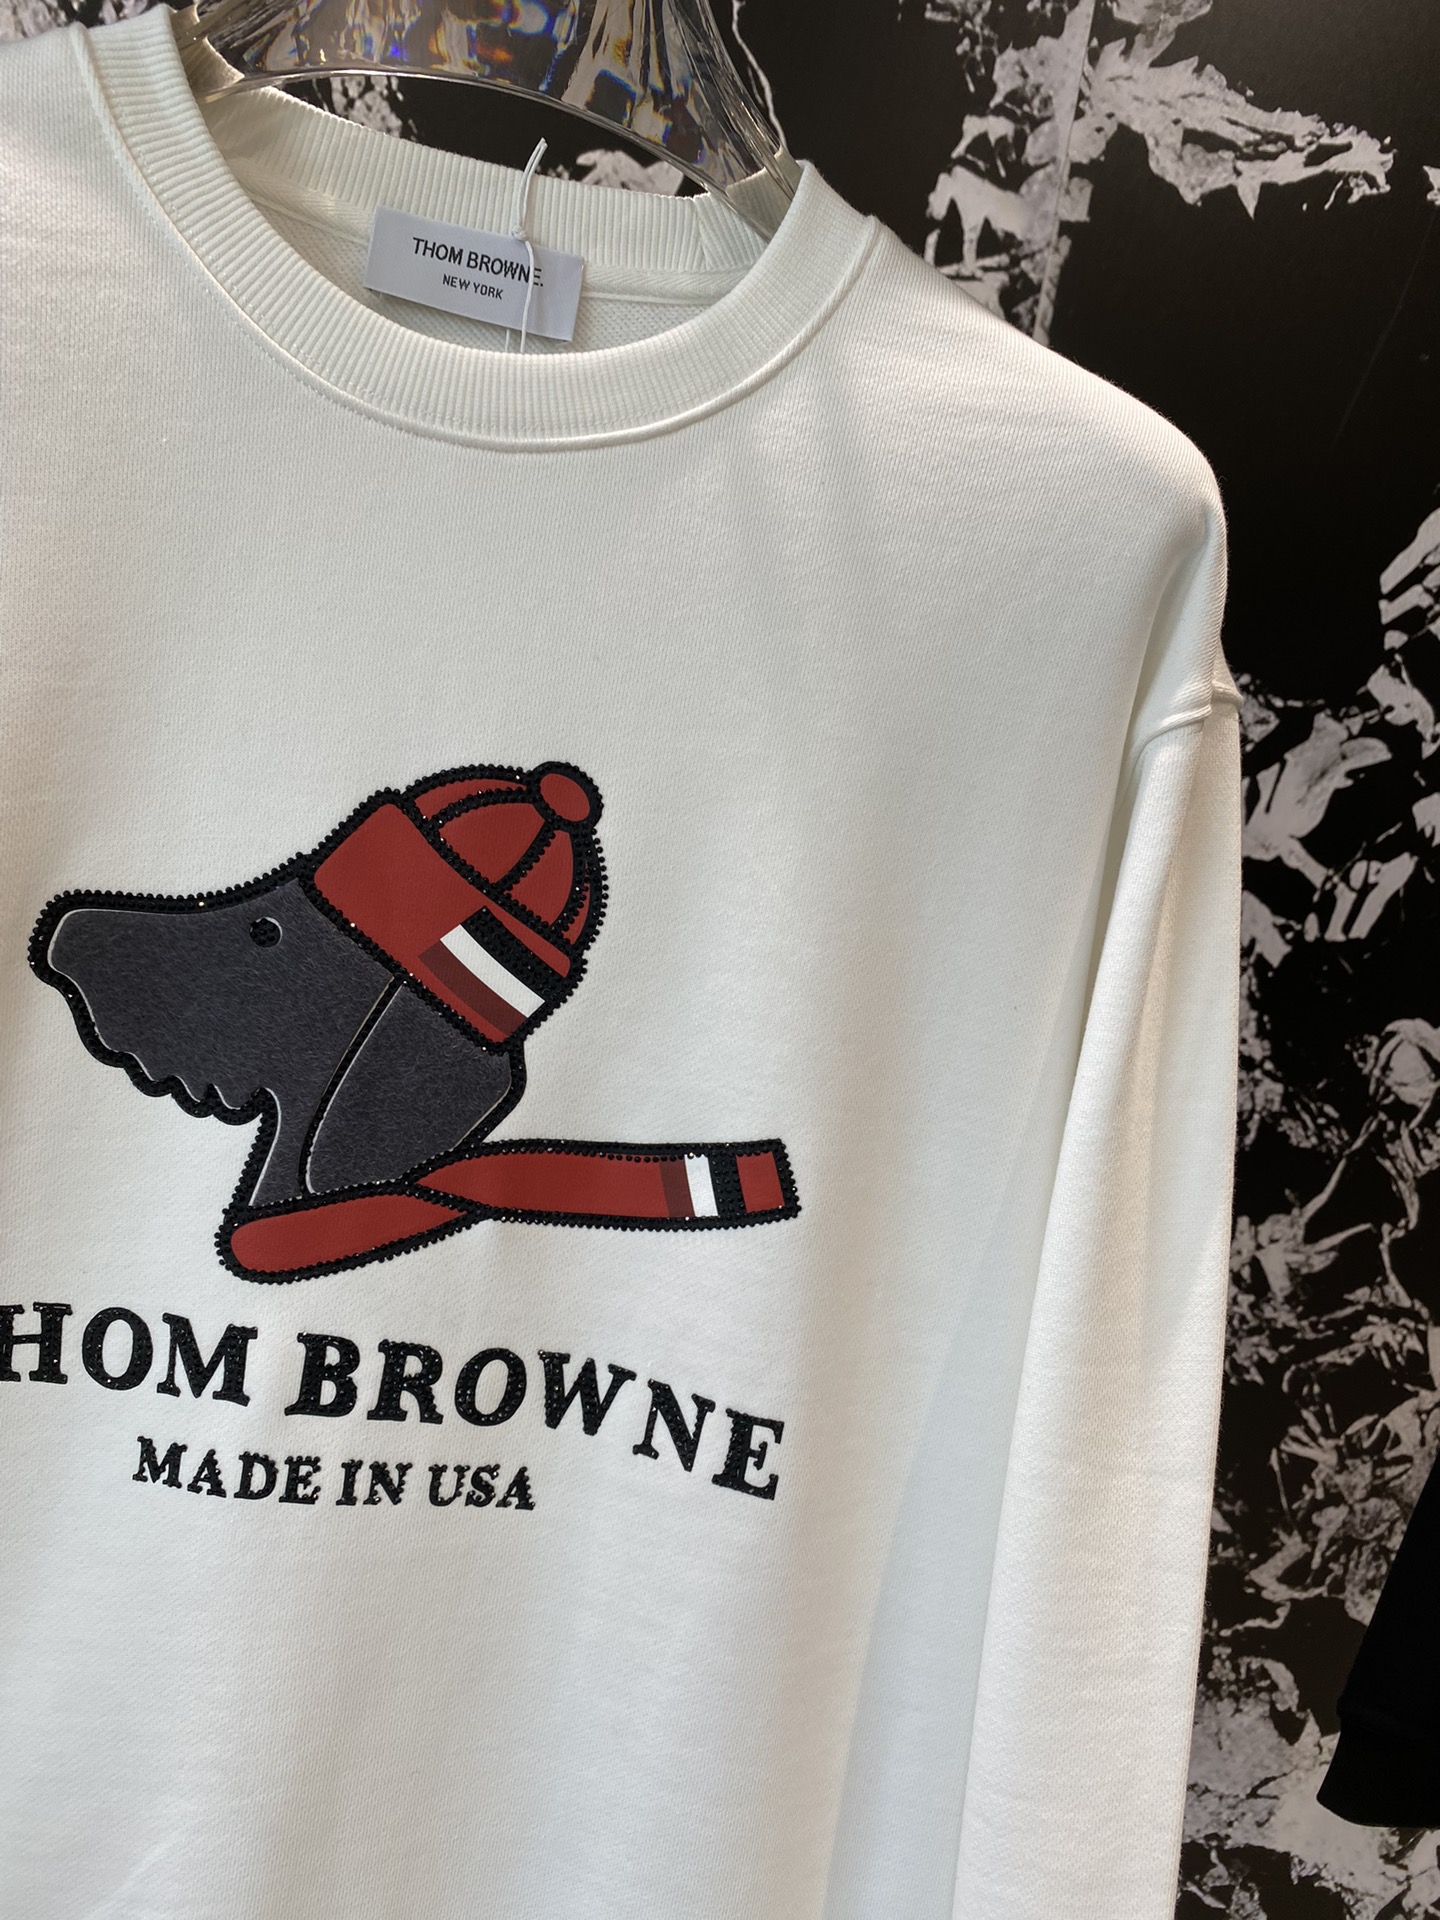 THOM BROWNE.
NEW YORK
HOM BROWNE
MADE IN USA